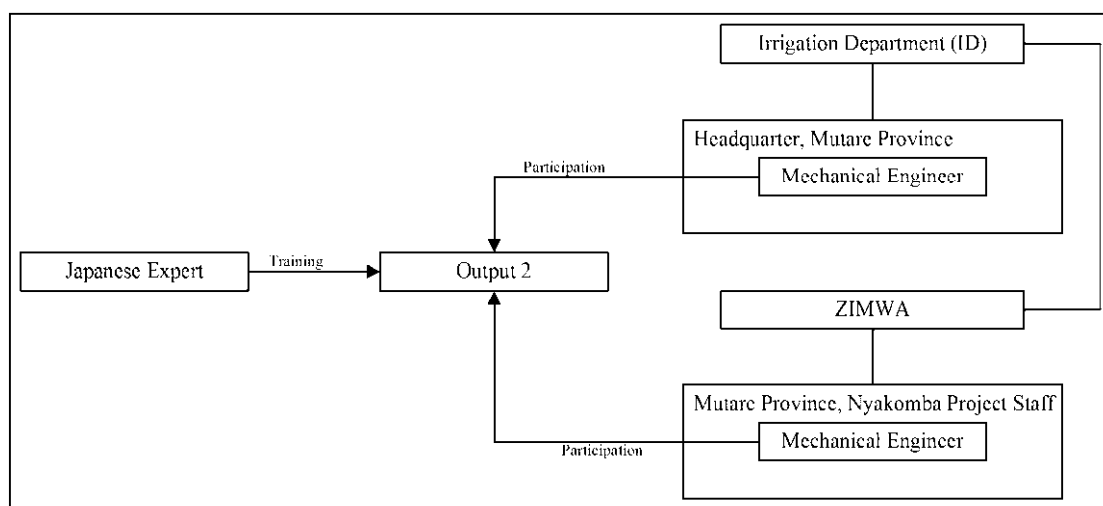 Irrigation Department (ID)
Headquarter, Mutare Province
Mechanical Engineer
Participation
Japanese Expert
Training
Output 2
ZIMWA
Mutare Province, Nyakomba Project Staff
Mechanical Engineer
Participation